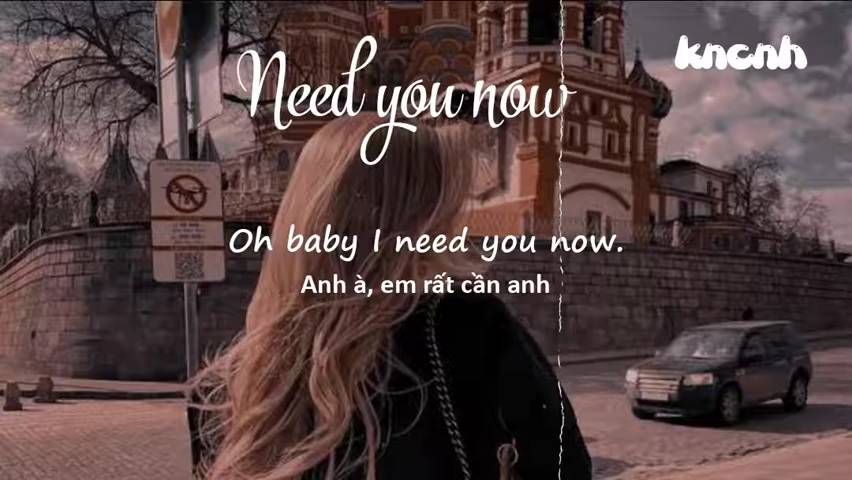 Need you now
kncnh
Oh baby I need you now.
Anh à, em rất cần anh